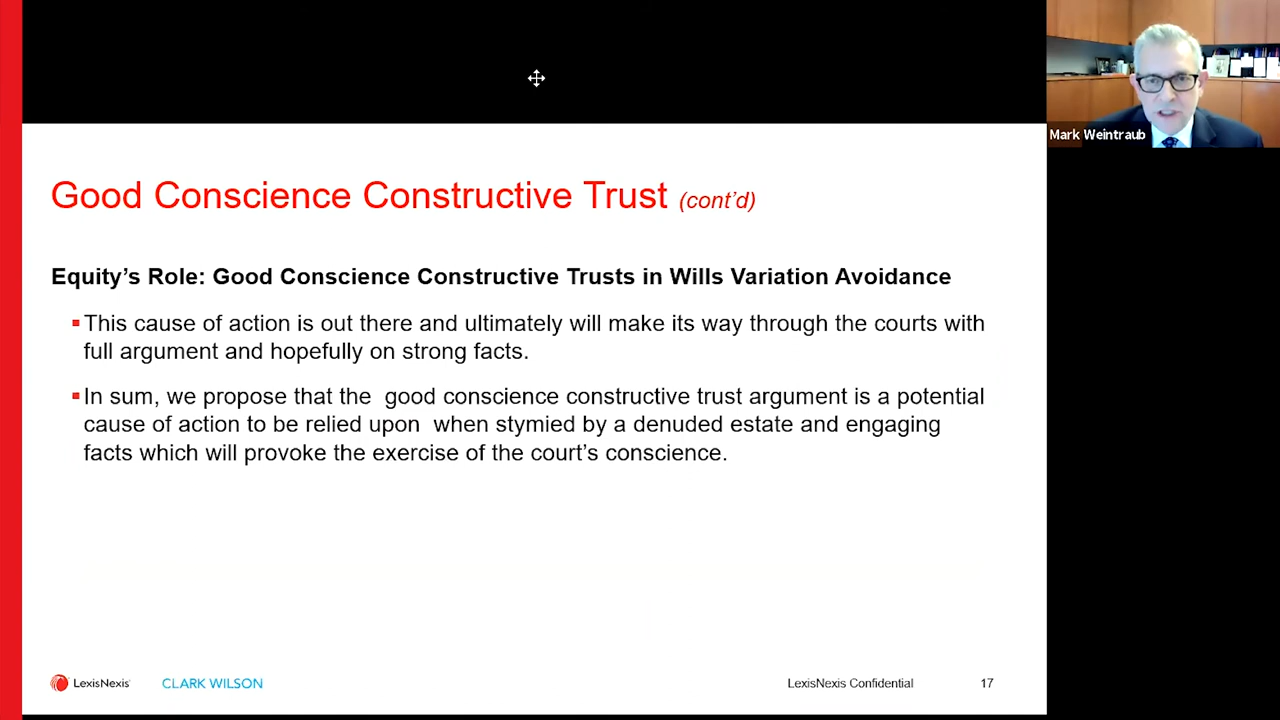 Mark Weintraub
Good Conscience Constructive Trust (cont’d)
Equity’s Role: Good Conscience Constructive Trusts in Wills Variation Avoidance
This cause of action is out there and ultimately will make its way through the courts with
full argument and hopefully on strong facts.
In sum, we propose that the good conscience constructive trust argument is a potential
cause of action to be relied upon when stymied by a denuded estate and engaging
facts which will provoke the exercise of the court’s conscience.
LexisNexis CLARK WILSON LexisNexis Confidential 17